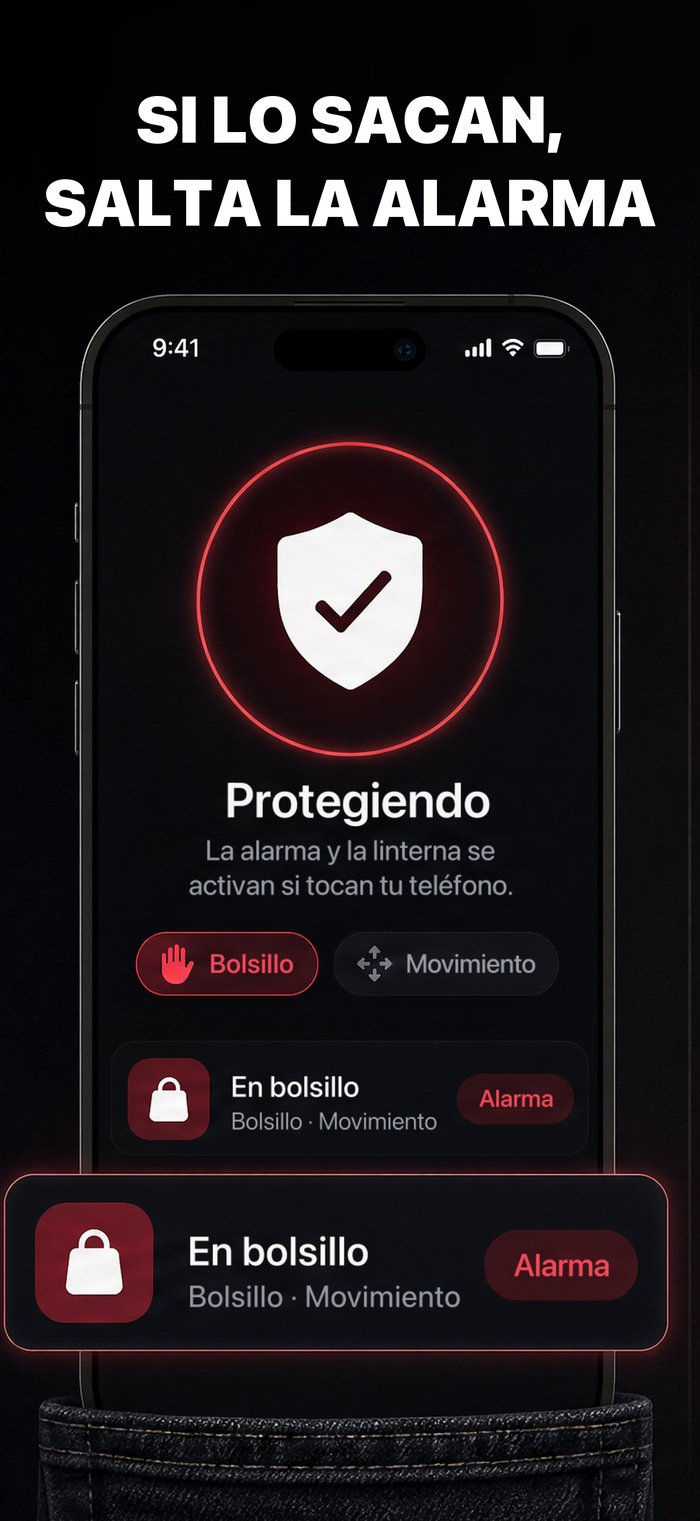 SI LO SACAN,
SALTA LA ALARMA
9:41
Protegiendo
La alarma y la linterna se
activan si tocan tu teléfono.
Bolsillo
Movimiento
En bolsillo
Bolsillo · Movimiento
Alarma
En bolsillo
Bolsillo · Movimiento
Alarma